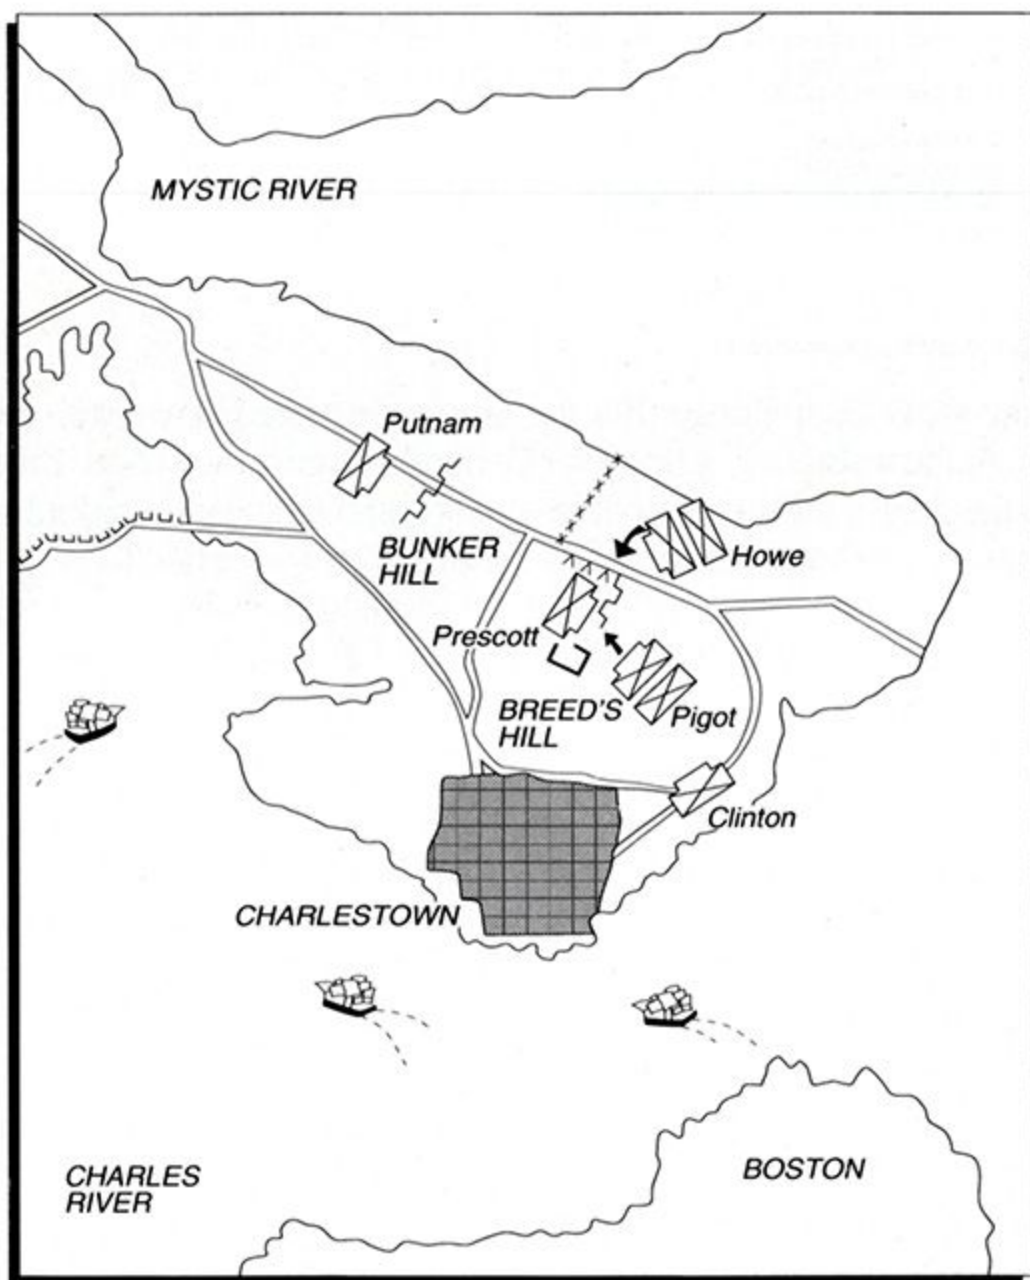 MYSTIC RIVER
Putnam
BUNKER
HILL
Howe
Prescott
BREED'S
HILL
Pigot
Clinton
CHARLESTOWN
CHARLES
RIVER
BOSTON